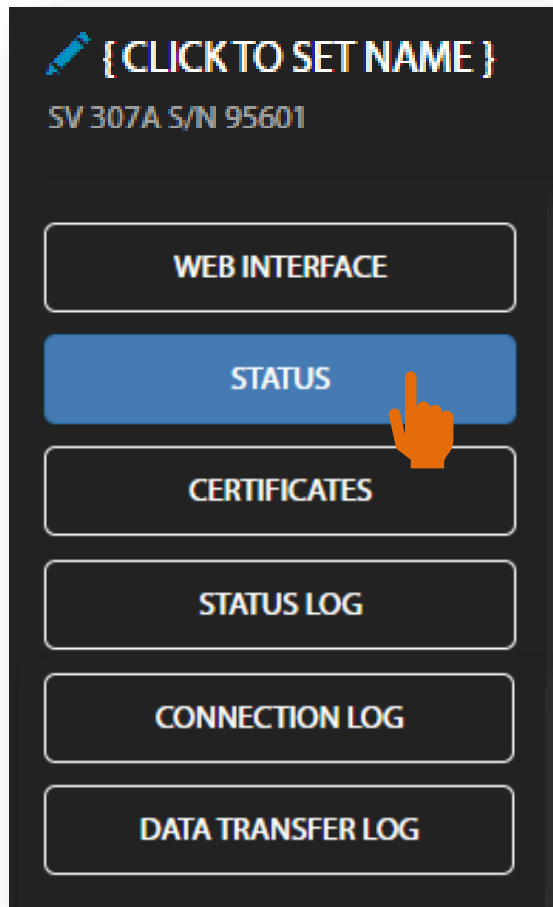 { CLICK TO SET NAME }
SV 307A S/N 95601
WEB INTERFACE
STATUS
CERTIFICATES
STATUS LOG
CONNECTION LOG
DATA TRANSFER LOG